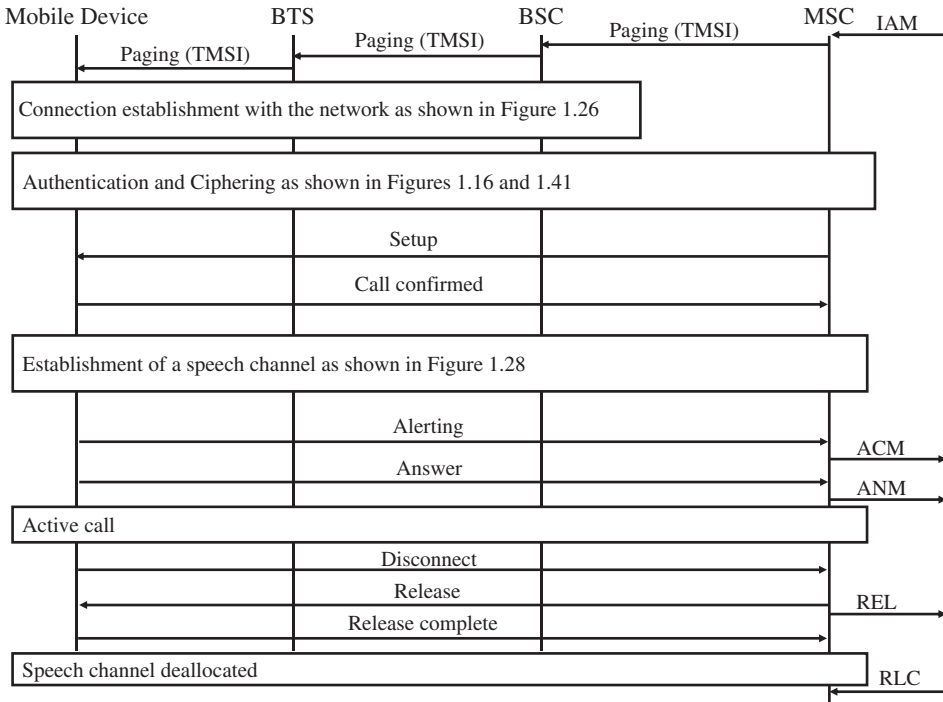 Mobile Device
BTS
BSC
MSC
IAM
Paging (TMSI)
Paging (TMSI)
Paging (TMSI)
Connection establishment with the network as shown in Figure 1.26
Authentication and Ciphering as shown in Figures 1.16 and 1.41
Setup
Call confirmed
Establishment of a speech channel as shown in Figure 1.28
Alerting
ACM
Answer
ANM
Active call
Disconnect
Release
REL
Release complete
Speech channel deallocated
RLC